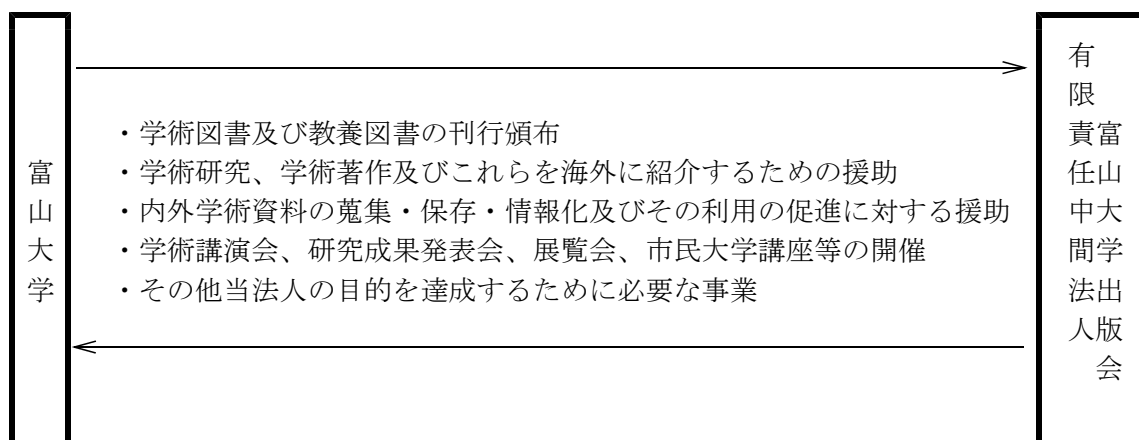 富山大学
・学術図書及び教養図書の刊行頒布
・学術研究、学術著作及びこれらを海外に紹介するための援助
・内外学術資料の蒐集・保存・情報化及びその利用の促進に対する援助
・学術講演会、研究成果発表会、展覧会、市民大学講座等の開催
・その他当法人の目的を達成するために必要な事業
有限責任中間法人
富山大学出版会